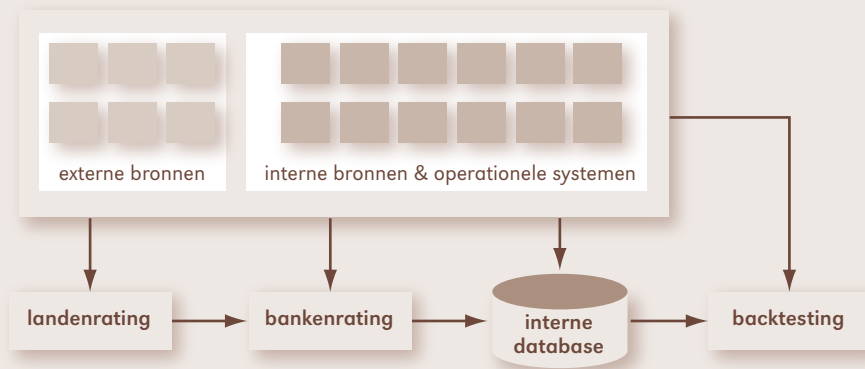 externe bronnen
interne bronnen & operationele systemen
landenrating
bankenrating
interne
database
backtesting